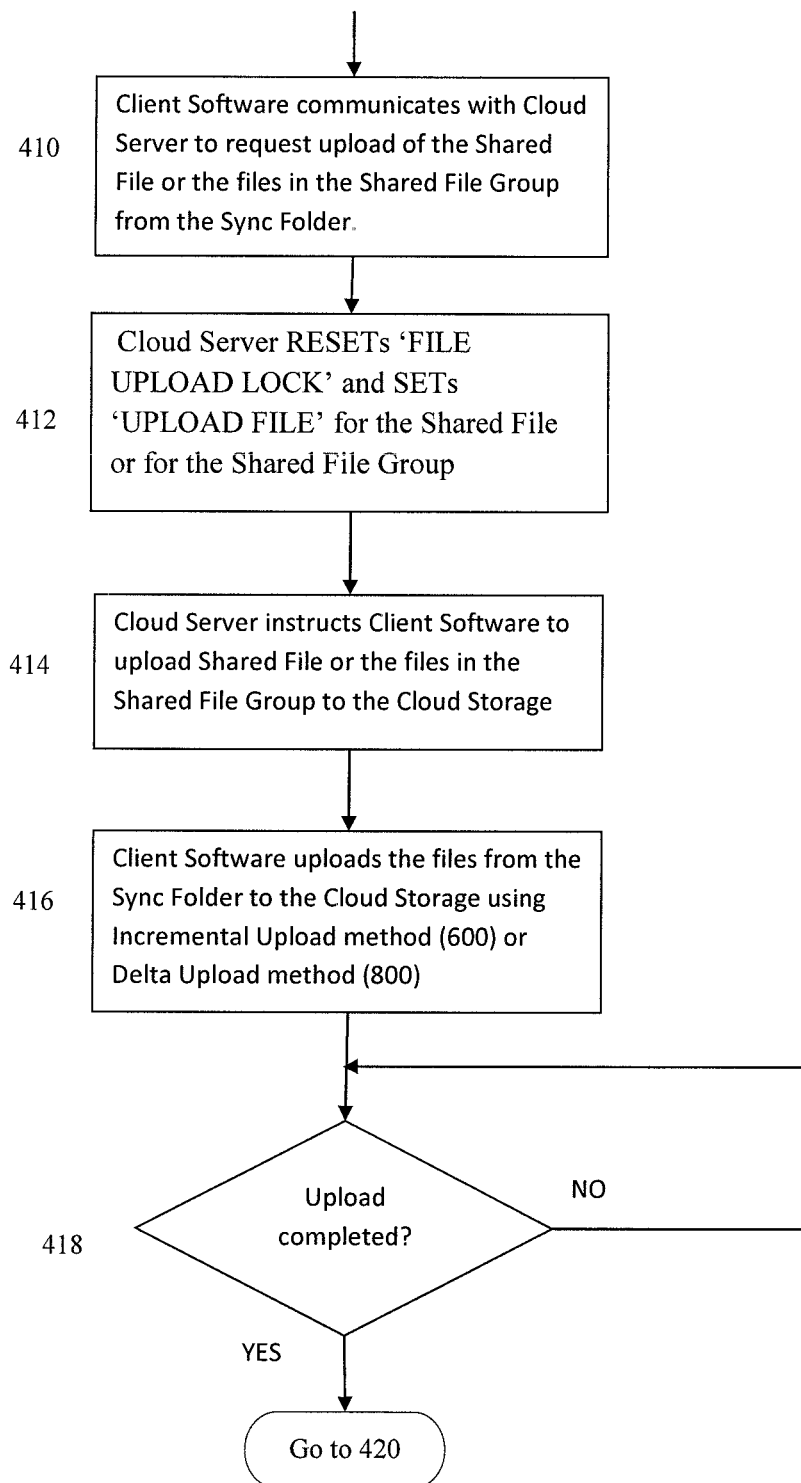 Client Software communicates with Cloud
410
Server to request upload of the Shared
File or the files in the Shared File Group
from the Sync Folder.
Cloud Server RESETs ‘FILE
UPLOAD LOCK’ and SETs
412
‘UPLOAD FILE’ for the Shared File
or for the Shared File Group
Cloud Server instructs Client Software to
414
upload Shared File or the files in the
Shared File Group to the Cloud Storage
Client Software uploads the files from the
416
Sync Folder to the Cloud Storage using
Incremental Upload method (600) or
Delta Upload method (800)
418
Upload
completed?
NO
YES
Go to 420